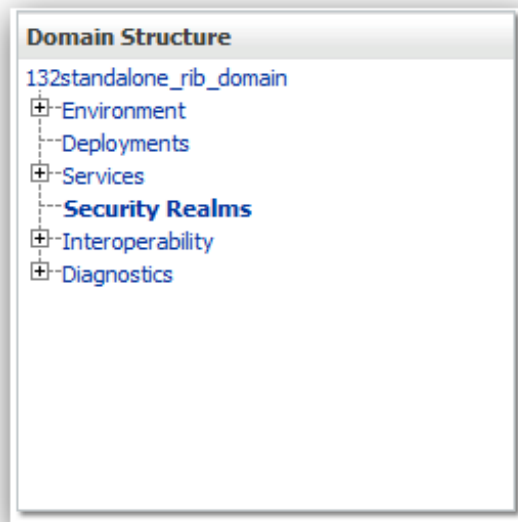 Domain Structure
132standalone_rib_domain
Environment
Deployments
Services
Security Realms
Interoperability
Diagnostics